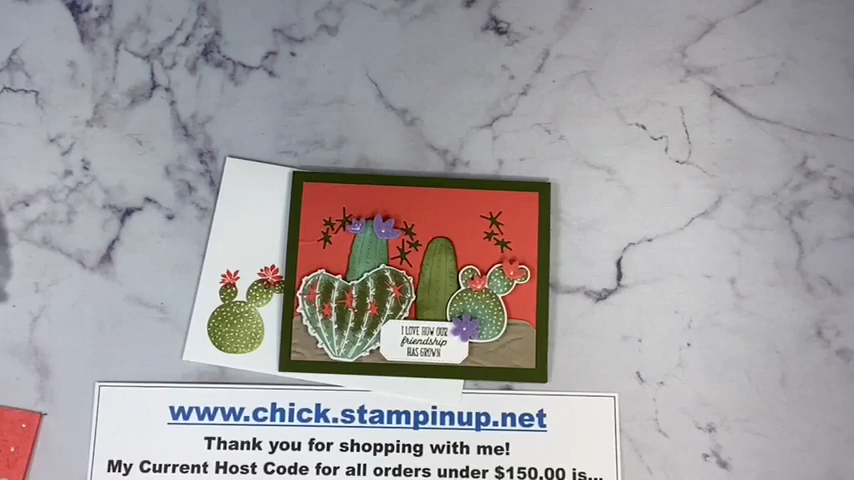 I LOVE HOW OUR
friendship
HAS GROWN
www.chick.stampinup.net
Thank you for shopping with me!
My Current Host Code for all orders under $150.00 is...